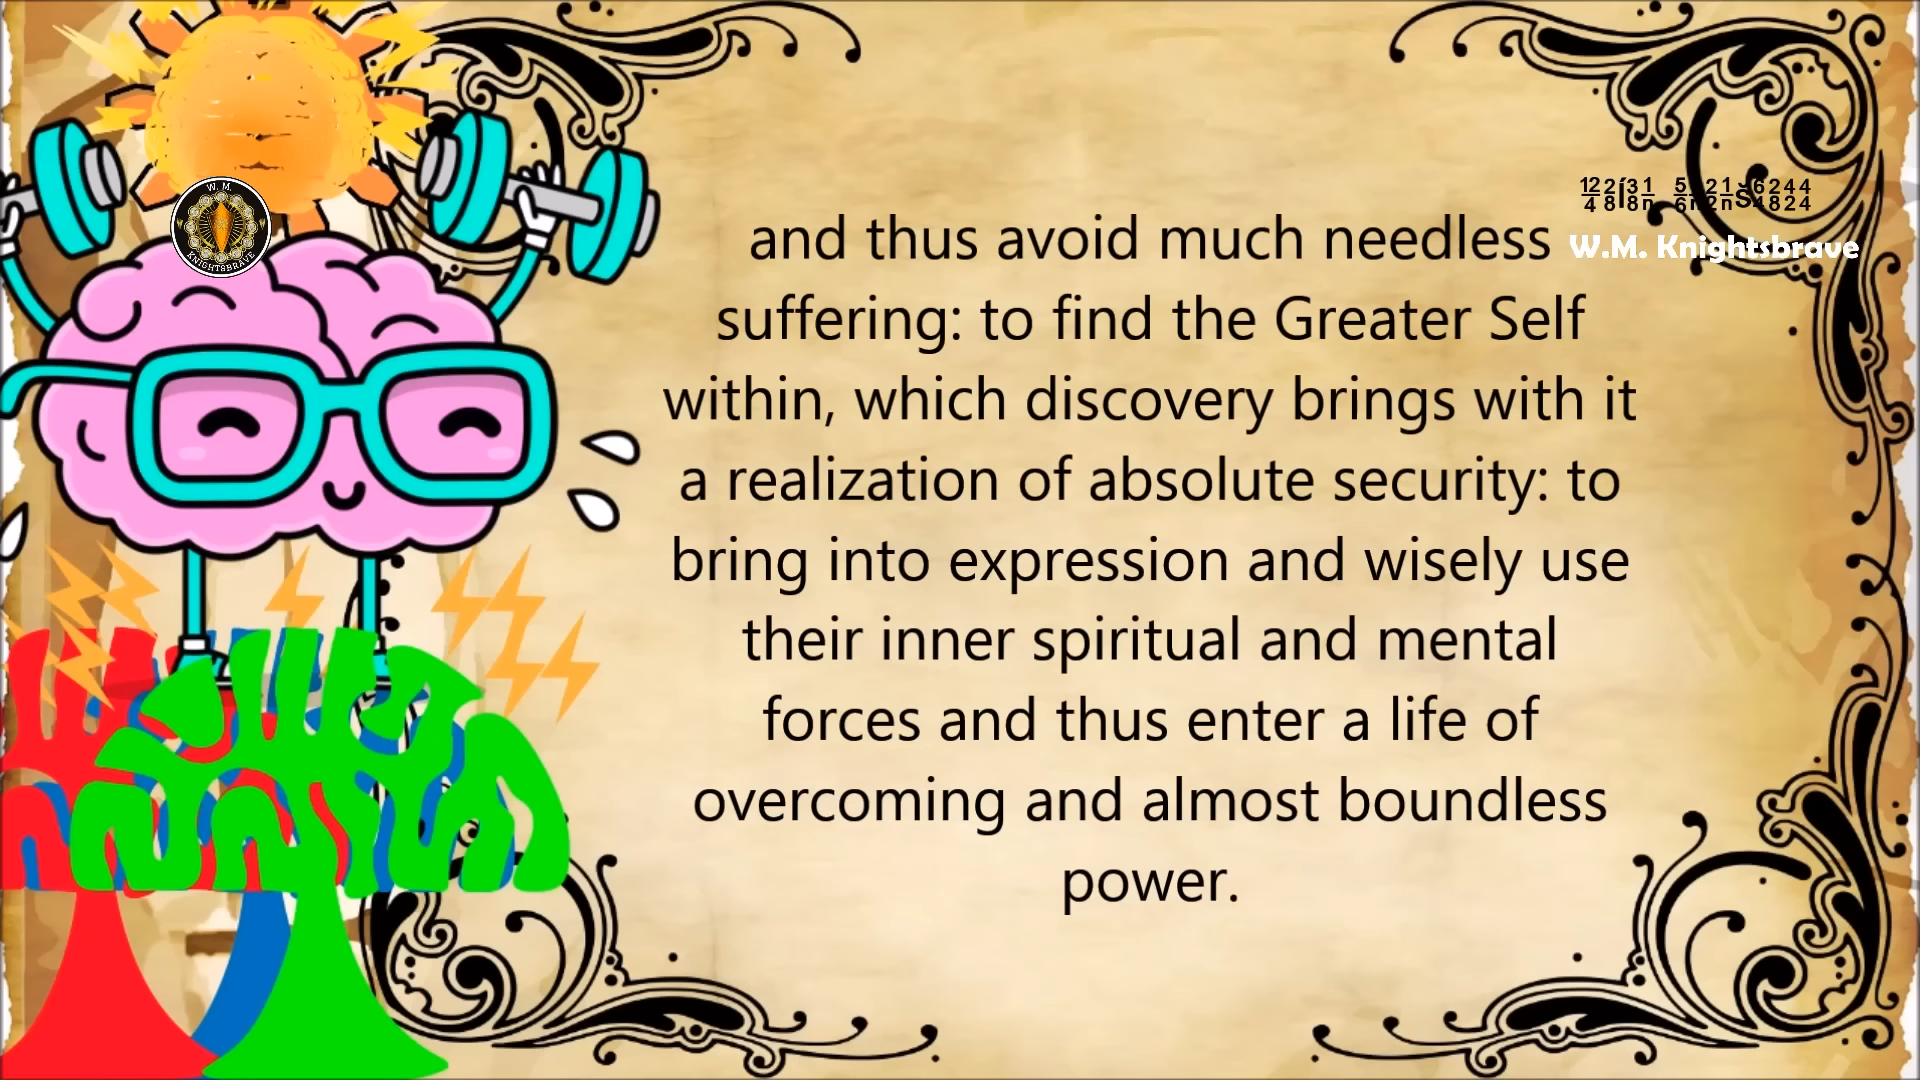 W. M.
KNIGHTSBRAVE
W.M. Knightsbrave
and thus avoid much needless
suffering: to find the Greater Self
within, which discovery brings with it
a realization of absolute security: to
bring into expression and wisely use
their inner spiritual and mental
forces and thus enter a life of
overcoming and almost boundless
power.